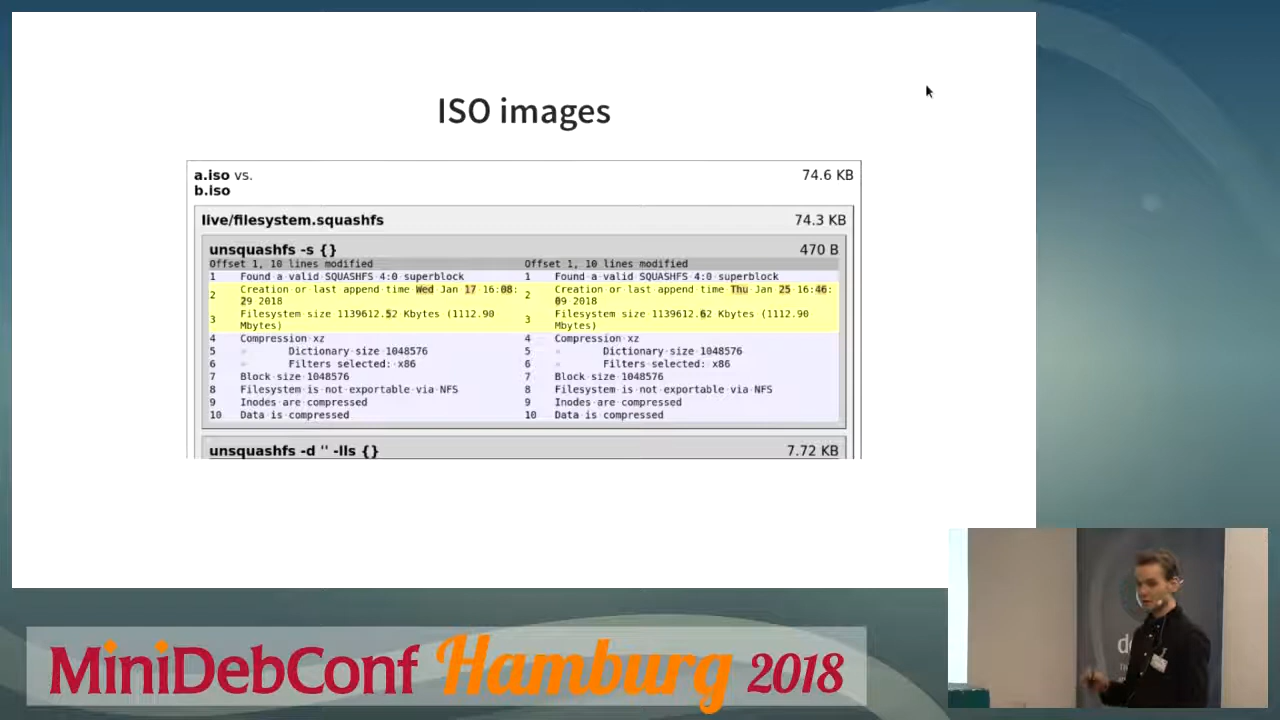 ISO images
a.iso vs. 74.6 KB
b.iso
live/filesystem.squashfs 74.3 KB
unsquashfs -s {} 470 B
Offset 1, 10 lines modified Offset 1, 10 lines modified
1 Found a valid SQUASHFS 4:0 superblock 1 Found a valid SQUASHFS 4:0 superblock
2 Creation or last append time Wed Jan 17 16:08: 2 Creation or last append time Thu Jan 25 16:46:
29 2018 09 2018
3 Filesystem size 1139612.52 Kbytes (1112.90 3 Filesystem size 1139612.62 Kbytes (1112.90
Mbytes) Mbytes)
4 Compression xz 4 Compression xz
5 Dictionary size 1048576 5 Dictionary size 1048576
6 Filters selected: x86 6 Filters selected: x86
7 Block size 1048576 7 Block size 1048576
8 Filesystem is not exportable via NFS 8 Filesystem is not exportable via NFS
9 Inodes are compressed 9 Inodes are compressed
10 Data is compressed 10 Data is compressed
unsquashfs -d '' -lls {} 7.72 KB
MiniDebConf Hamburg 2018